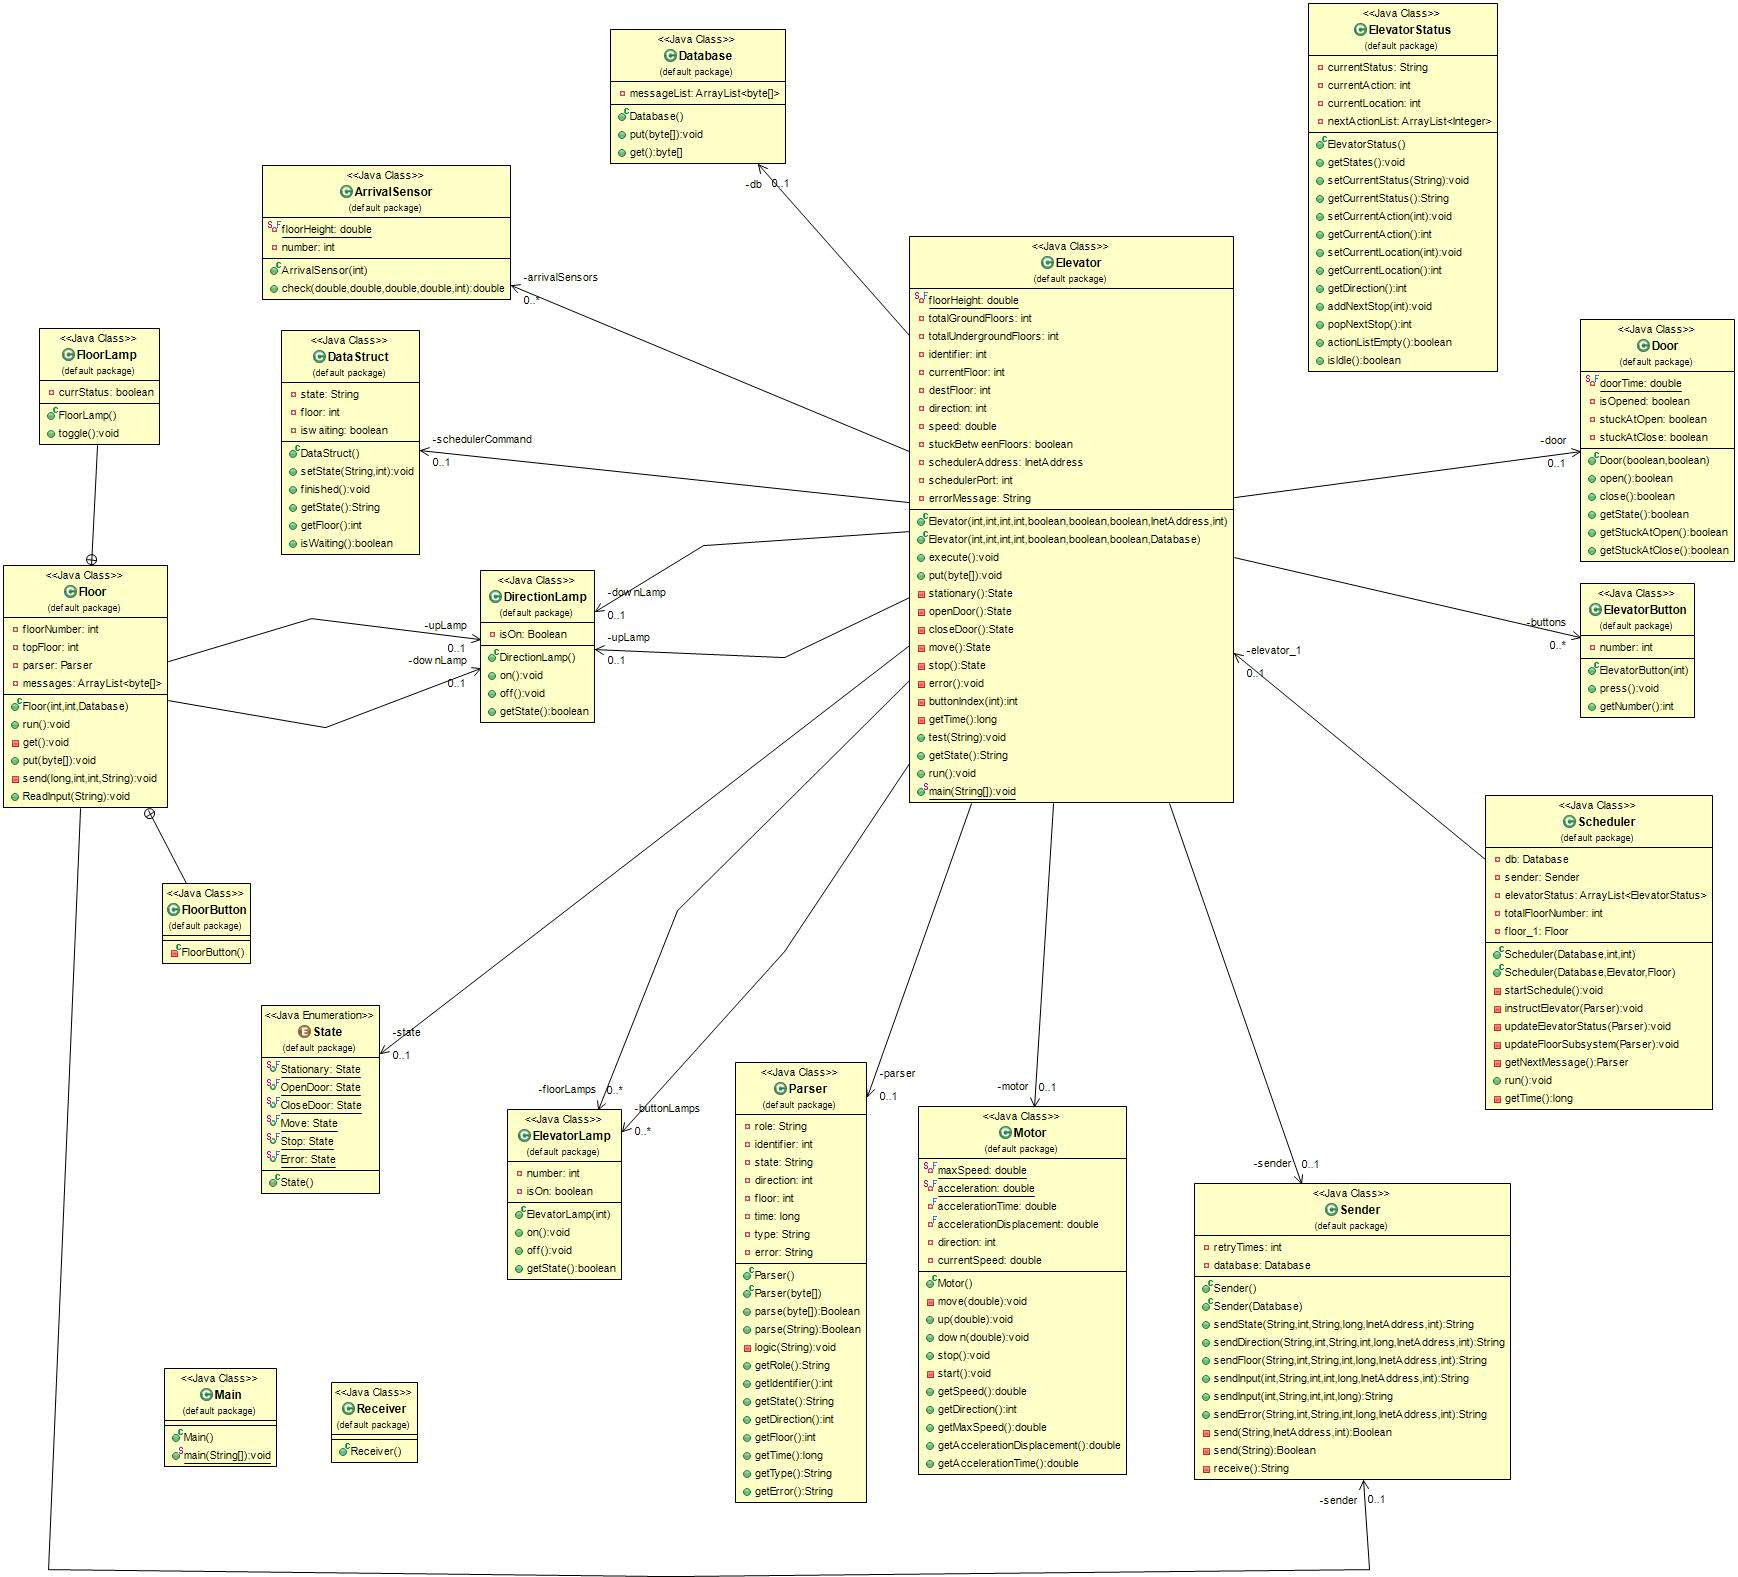 <<Java Class>>
ElevatorStatus
(default package)
currentStatus: String
currentAction: int
currentLocation: int
nextActionList: ArrayList<Integer>
ElevatorStatus()
getStates():void
setCurrentStatus(String):void
getCurrentStatus():String
setCurrentAction(int):void
getCurrentAction():int
setCurrentLocation(int):void
getCurrentLocation():int
getDirection():int
addNextStop(int):void
popNextStop():int
actionListEmpty():boolean
isIdle():boolean
<<Java Class>>
Database
(default package)
messageList: ArrayList<byte[]>
Database()
put(byte[]):void
get():byte[]
-db 0..1
<<Java Class>>
ArrivalSensor
(default package)
floorHeight: double
number: int
ArrivalSensor(int)
check(double,double,double,double,int):double
-arrivalSensors
0..*
<<Java Class>>
Elevator
(default package)
floorHeight: double
totalGroundFloors: int
totalUndergroundFloors: int
identifier: int
currentFloor: int
destFloor: int
direction: int
speed: double
stuckBetweenFloors: boolean
schedulerAddress: InetAddress
schedulerPort: int
errorMessage: String
Elevator(int,int,int,int,boolean,boolean,boolean,InetAddress,int)
Elevator(int,int,int,int,boolean,boolean,boolean,Database)
execute():void
put(byte[]):void
stationary():State
openDoor():State
closeDoor():State
move():State
stop():State
error():void
buttonIndex(int):int
getTime():long
test(String):void
getState():String
run():void
main(String[]):void
<<Java Class>>
FloorLamp
(default package)
currStatus: boolean
FloorLamp()
toggle():void
<<Java Class>>
DataStruct
(default package)
state: String
floor: int
iswaiting: boolean
DataStruct()
setState(String,int):void
finished():void
getState():String
getFloor():int
isWaiting():boolean
-schedulerCommand
0..1
<<Java Class>>
Door
(default package)
doorTime: double
isOpened: boolean
stuckAtOpen: boolean
stuckAtClose: boolean
Door(boolean,boolean)
open():boolean
close():boolean
getState():boolean
getStuckAtOpen():boolean
getStuckAtClose():boolean
-door
0..1
<<Java Class>>
Floor
(default package)
floorNumber: int
topFloor: int
parser: Parser
messages: ArrayList<byte[]>
Floor(int,int,Database)
run():void
get():void
put(byte[]):void
send(long,int,int,String):void
ReadInput(String):void
-upLamp
0..1
-downLamp
0..1
<<Java Class>>
DirectionLamp
(default package)
isOn: Boolean
DirectionLamp()
on():void
off():void
getState():boolean
-downLamp
0..1
-upLamp
0..1
<<Java Class>>
ElevatorButton
(default package)
number: int
ElevatorButton(int)
press():void
getNumber():int
-buttons
0..*
-elevator_1
0..1
<<Java Class>>
Scheduler
(default package)
db: Database
sender: Sender
elevatorStatus: ArrayList<ElevatorStatus>
totalFloorNumber: int
floor_1: Floor
Scheduler(Database,int,int)
Scheduler(Database,Elevator,Floor)
startSchedule():void
instructElevator(Parser):void
updateElevatorStatus(Parser):void
updateFloorSubsystem(Parser):void
getNextMessage():Parser
run():void
getTime():long
<<Java Class>>
FloorButton
(default package)
FloorButton()
<<Java Enumeration>>
State
(default package)
Stationary: State
OpenDoor: State
CloseDoor: State
Move: State
Stop: State
Error: State
State()
-state
0..1
<<Java Class>>
ElevatorLamp
(default package)
number: int
isOn: boolean
ElevatorLamp(int)
on():void
off():void
getState():boolean
-floorLamps 0..*
-buttonLamps
0..*
<<Java Class>>
Parser
(default package)
role: String
identifier: int
state: String
direction: int
floor: int
time: long
type: String
error: String
Parser()
Parser(byte[])
parse(byte[]):Boolean
parse(String):Boolean
logic(String):void
getRole():String
getIdentifier():int
getState():String
getDirection():int
getFloor():int
getTime():long
getType():String
getError():String
-parser
0..1
<<Java Class>>
Motor
(default package)
maxSpeed: double
acceleration: double
accelerationTime: double
accelerationDisplacement: double
direction: int
currentSpeed: double
Motor()
move(double):void
up(double):void
down(double):void
stop():void
start():void
getSpeed():double
getDirection():int
getMaxSpeed():double
getAccelerationDisplacement():double
getAccelerationTime():double
-motor 0..1
<<Java Class>>
Sender
(default package)
retryTimes: int
database: Database
Sender()
Sender(Database)
sendState(String,int,String,long,InetAddress,int):String
sendDirection(String,int,String,int,long,InetAddress,int):String
sendFloor(String,int,String,int,long,InetAddress,int):String
sendInput(int,String,int,int,long,InetAddress,int):String
sendInput(int,String,int,int,long):String
sendError(String,int,String,int,long,InetAddress,int):String
send(String,InetAddress,int):Boolean
send(String):Boolean
receive():String
-sender 0..1
-sender 0..1
<<Java Class>>
Main
(default package)
Main()
main(String[]):void
<<Java Class>>
Receiver
(default package)
Receiver()